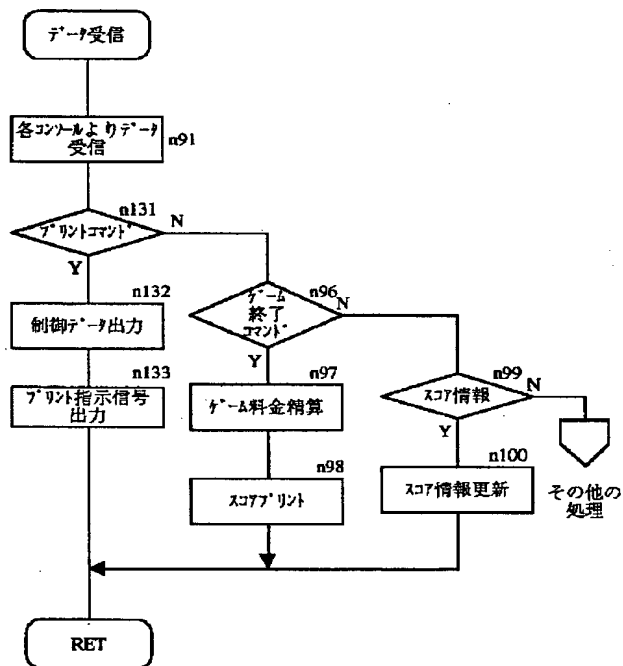 データ受信
各コンソールよりデータ
受信
n91
n131
プリントコマンド
N
Y
n132
制御データ出力
n133
プリント指示信号
出力
n96
ゲーム
終了
コマンド
N
Y
n97
ゲーム料金精算
n98
スコアプリント
n99
スコア情報
N
Y
n100
スコア情報更新
その他の
処理
RET